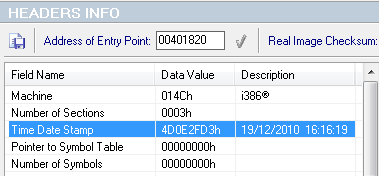 HEADERS INFO
Address of Entry Point: 00401820 Real Image Checksum:
Field Name Data Value Description
Machine 014Ch i386®
Number of Sections 0003h
Time Date Stamp 4D0E2FD3h 19/12/2010 16:16:19
Pointer to Symbol Table 00000000h
Number of Symbols 00000000h